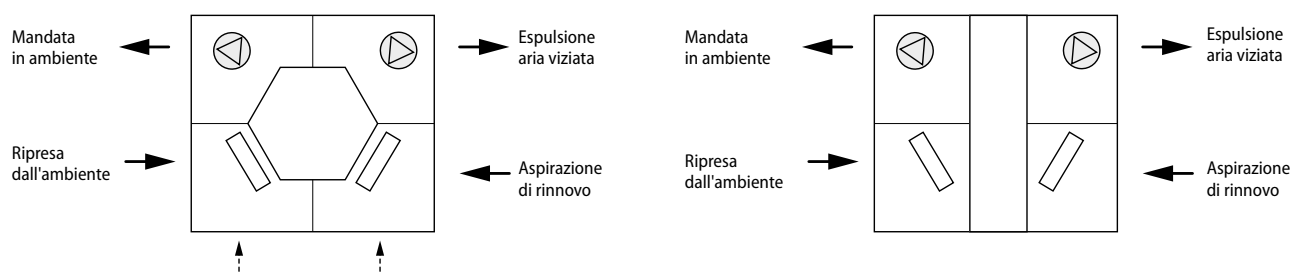 Mandata
in ambiente
Espulsione
aria viziata
Ripresa
dall'ambiente
Aspirazione
di rinnovo
Mandata
in ambiente
Espulsione
aria viziata
Ripresa
dall'ambiente
Aspirazione
di rinnovo